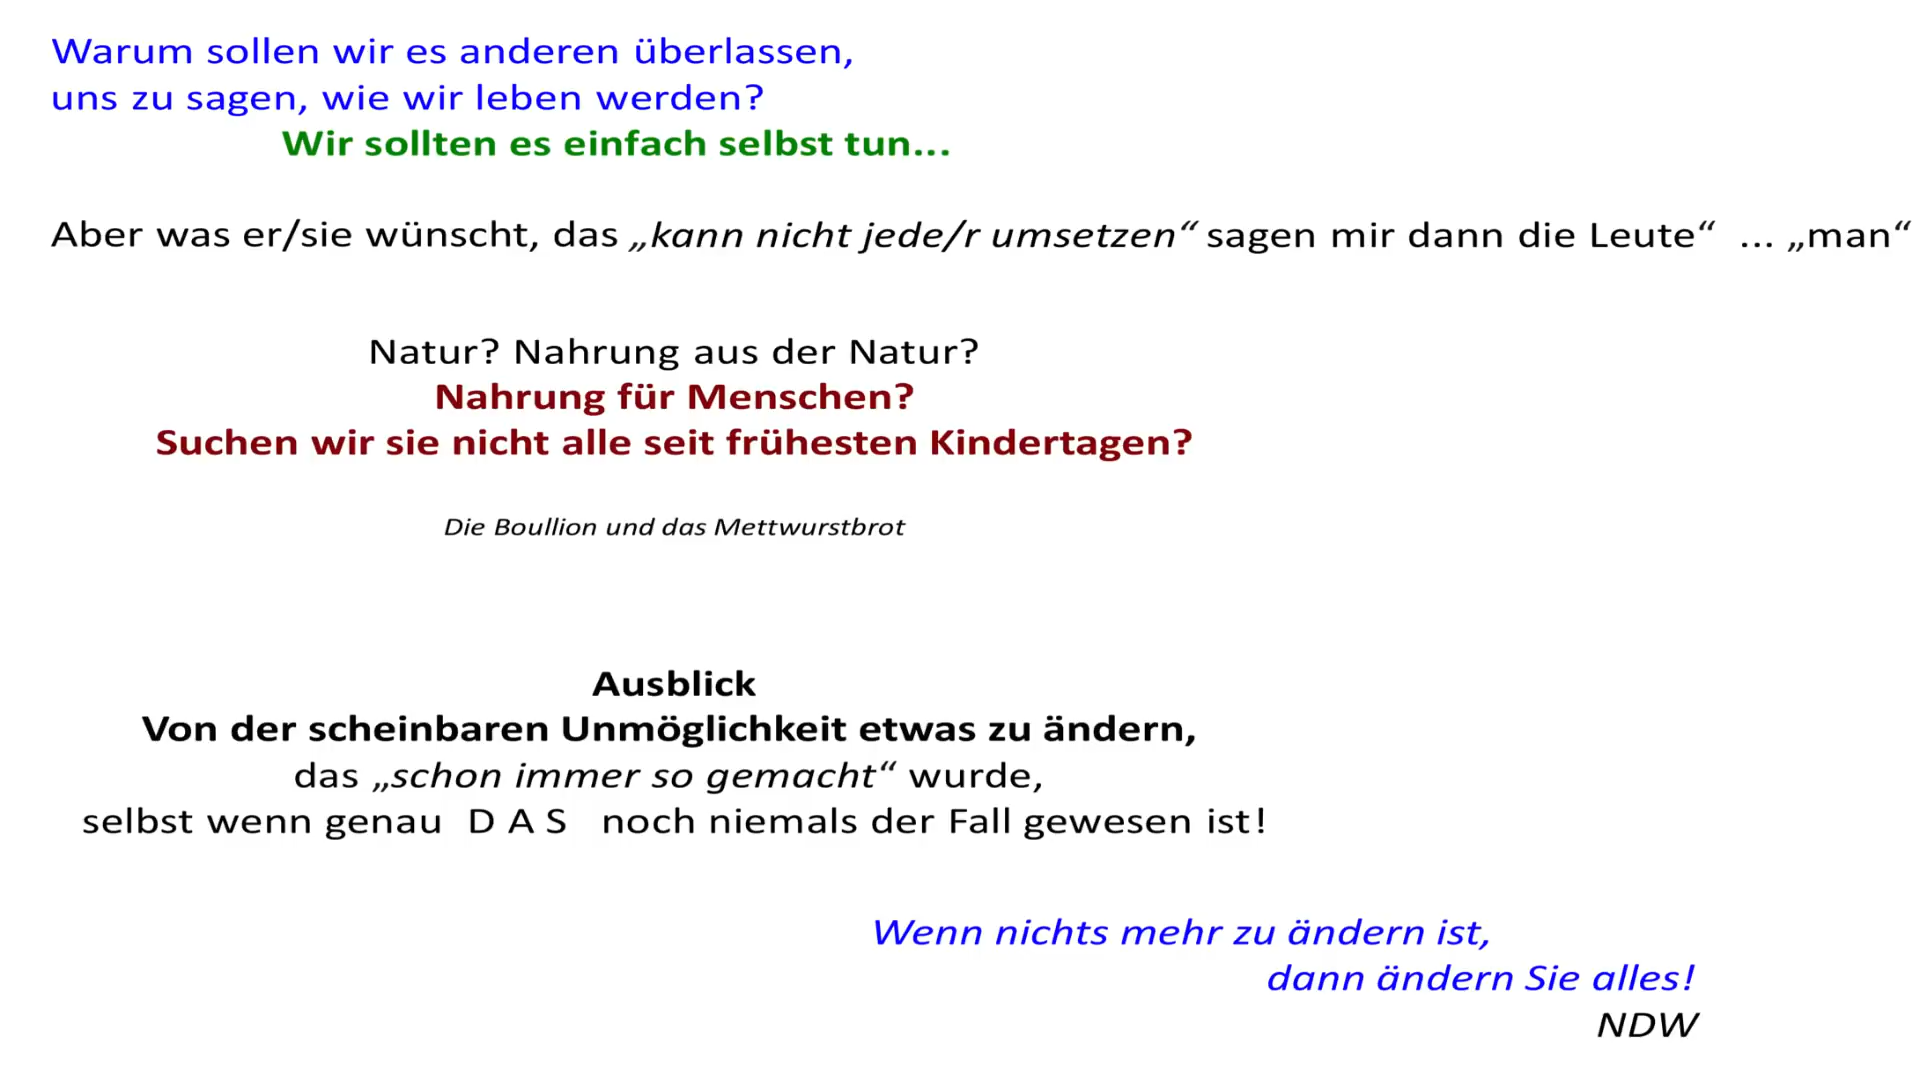 Warum sollen wir es anderen überlassen,
uns zu sagen, wie wir leben werden?
Wir sollten es einfach selbst tun...
Aber was er/sie wünscht, das „kann nicht jede/r umsetzen“ sagen mir dann die Leute“ ... „man“
Natur? Nahrung aus der Natur?
Nahrung für Menschen?
Suchen wir sie nicht alle seit frühesten Kindertagen?
Die Boullion und das Mettwurstbrot
Ausblick
Von der scheinbaren Unmöglichkeit etwas zu ändern,
das „schon immer so gemacht“ wurde,
selbst wenn genau D A S noch niemals der Fall gewesen ist!
Wenn nichts mehr zu ändern ist,
dann ändern Sie alles!
NDW